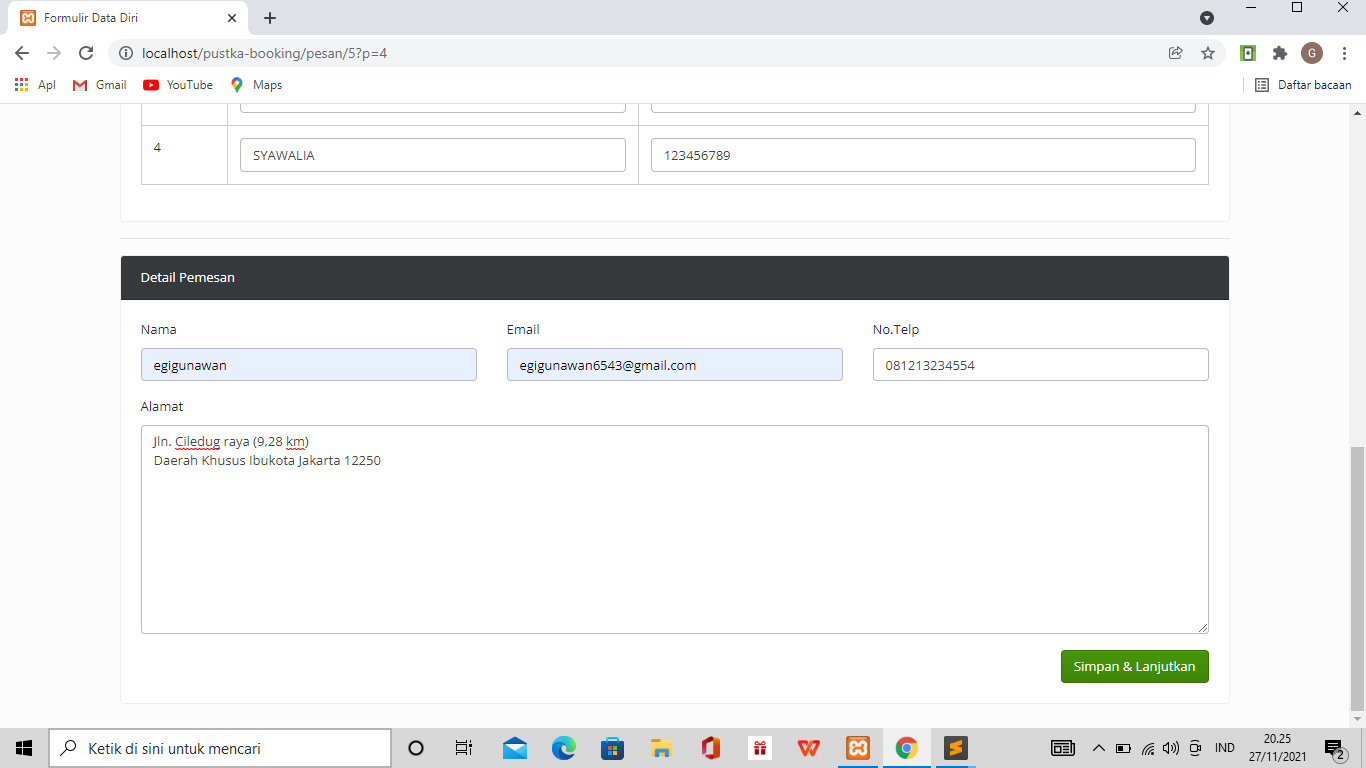 Formulir Data Diri
localhost/pustka-booking/pesan/5?p=4
G
Apl Gmail YouTube Maps Daftar bacaan
4 SYAWALIA 123456789
Detail Pemesan
Nama Email No.Telp
egigunawan egigunawan6543@gmail.com 081213234554
Alamat
Jln. Ciledug raya (9,28 km)
Daerah Khusus Ibukota Jakarta 12250
Simpan & Lanjutkan
Ketik di sini untuk mencari
IND
20.25
27/11/2021
2